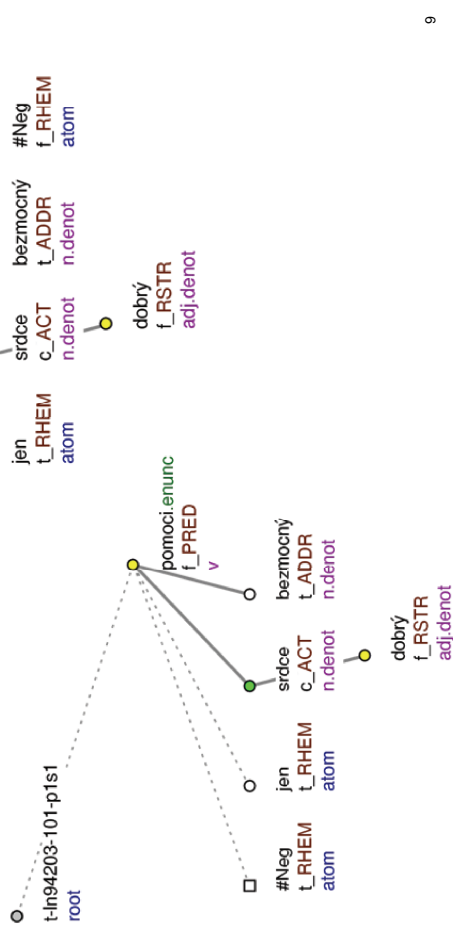 9
jen
t_RHEM
atom
srdce
c_ACT
n.denot
bezmocný
t_ADDR
n.denot
#Neg
f_RHEM
atom
dobrý
f_RSTR
adj.denot
t-ln94203-101-p1s1
root
pomoci.enunc
f_PRED
v
#Neg
t_RHEM
atom
jen
t_RHEM
atom
srdce
c_ACT
n.denot
bezmocný
t_ADDR
n.denot
dobrý
f_RSTR
adj.denot